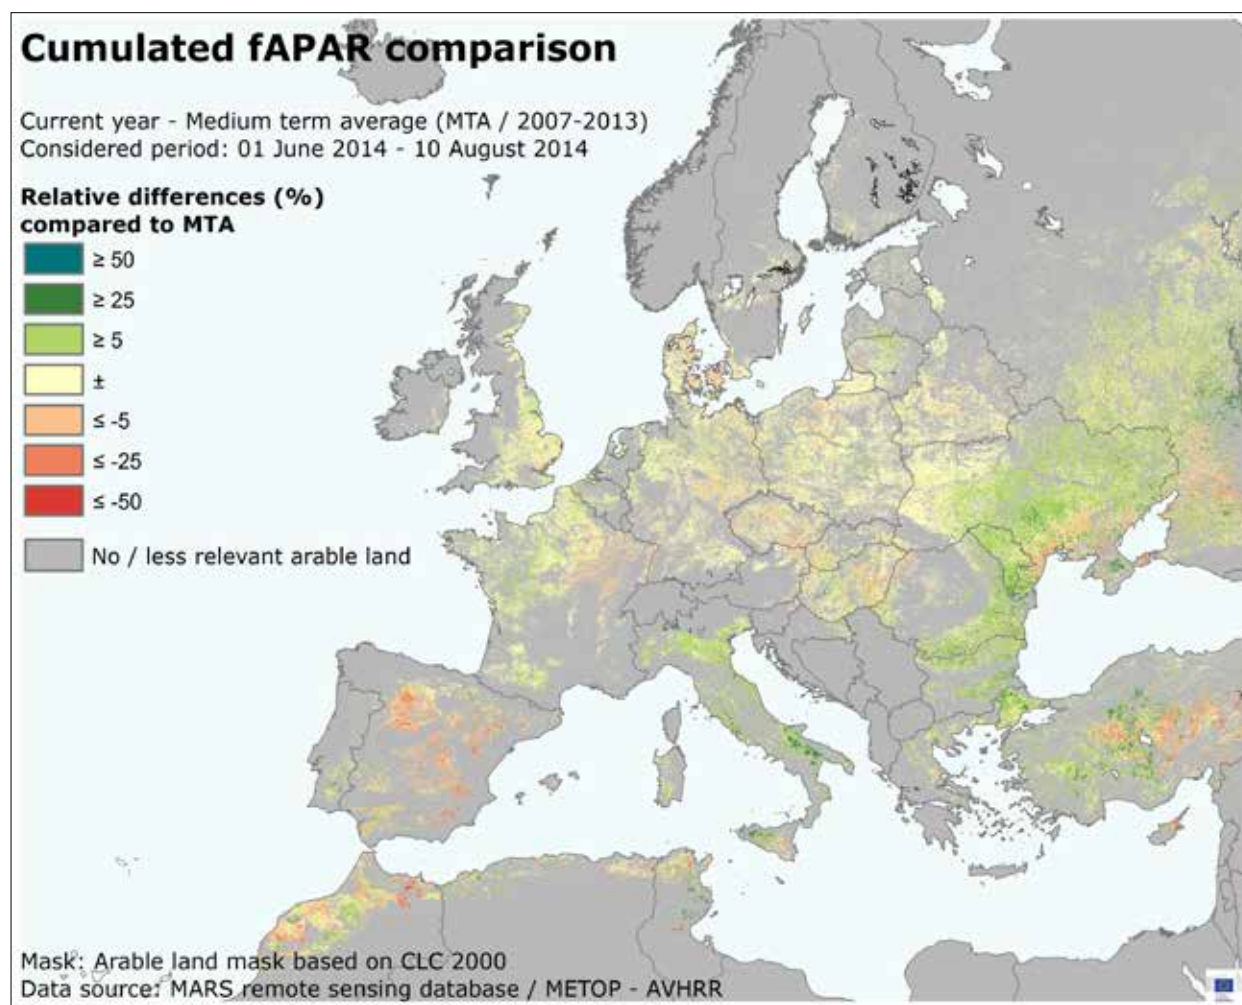 Cumulated fAPAR comparison
Current year - Medium term average (MTA / 2007-2013)
Considered period: 01 June 2014 - 10 August 2014
Relative differences (%)
compared to MTA
≥ 50
≥ 25
≥ 5
±
≤ -5
≤ -25
≤ -50
No / less relevant arable land
Mask: Arable land mask based on CLC 2000
Data source: MARS remote sensing database / METOP - AVHRR